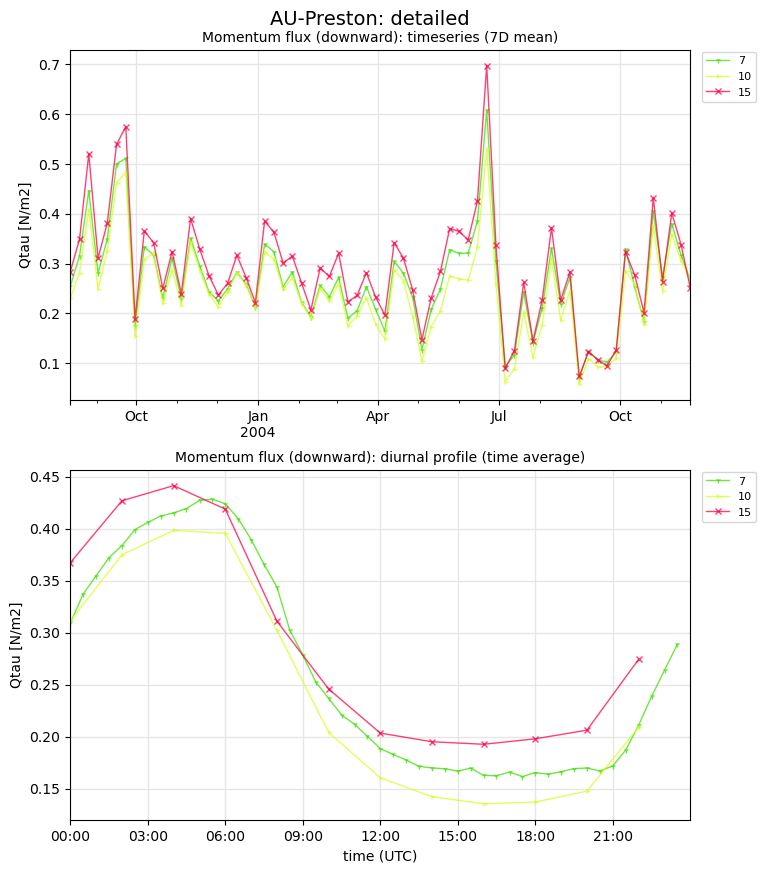 AU-Preston: detailed
Momentum flux (downward): timeseries (7D mean)
Qtau [N/m2]
0.7
0.6
0.5
0.4
0.3
0.2
0.1
Oct
Jan
2004
Apr
Jul
Oct
7
10
15
Momentum flux (downward): diurnal profile (time average)
Qtau [N/m2]
0.45
0.40
0.35
0.30
0.25
0.20
0.15
00:00
03:00
06:00
09:00
12:00
15:00
18:00
21:00
time (UTC)
7
10
15